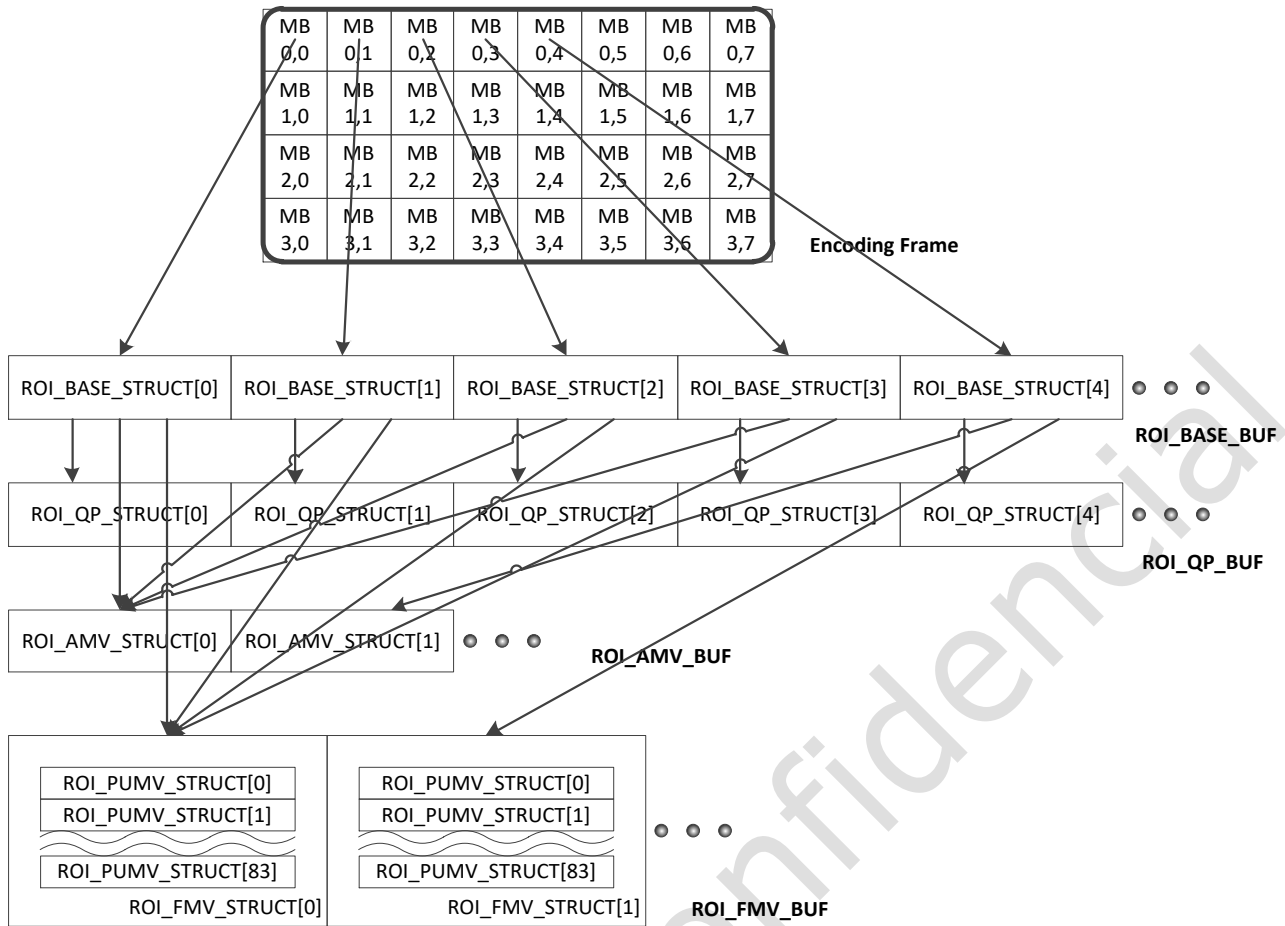 MB MB MB MB MB MB MB MB
0,0 0,1 0,2 0,3 0,4 0,5 0,6 0,7
MB MB MB MB MB MB MB MB
1,0 1,1 1,2 1,3 1,4 1,5 1,6 1,7
MB MB MB MB MB MB MB MB
2,0 2,1 2,2 2,3 2,4 2,5 2,6 2,7
MB MB MB MB MB MB MB MB
3,0 3,1 3,2 3,3 3,4 3,5 3,6 3,7
Encoding Frame
ROI_BASE_STRUCT[0] ROI_BASE_STRUCT[1] ROI_BASE_STRUCT[2] ROI_BASE_STRUCT[3] ROI_BASE_STRUCT[4]
ROI_BASE_BUF
ROI_QP_STRUCT[0] ROI_QP_STRUCT[1] ROI_QP_STRUCT[2] ROI_QP_STRUCT[3] ROI_QP_STRUCT[4]
ROI_QP_BUF
ROI_AMV_STRUCT[0] ROI_AMV_STRUCT[1]
ROI_AMV_BUF
ROI_PUMV_STRUCT[0] ROI_PUMV_STRUCT[0]
ROI_PUMV_STRUCT[1] ROI_PUMV_STRUCT[1]
ROI_PUMV_STRUCT[83] ROI_PUMV_STRUCT[83]
ROI_FMV_STRUCT[0] ROI_FMV_STRUCT[1]
ROI_FMV_BUF
nfidencial